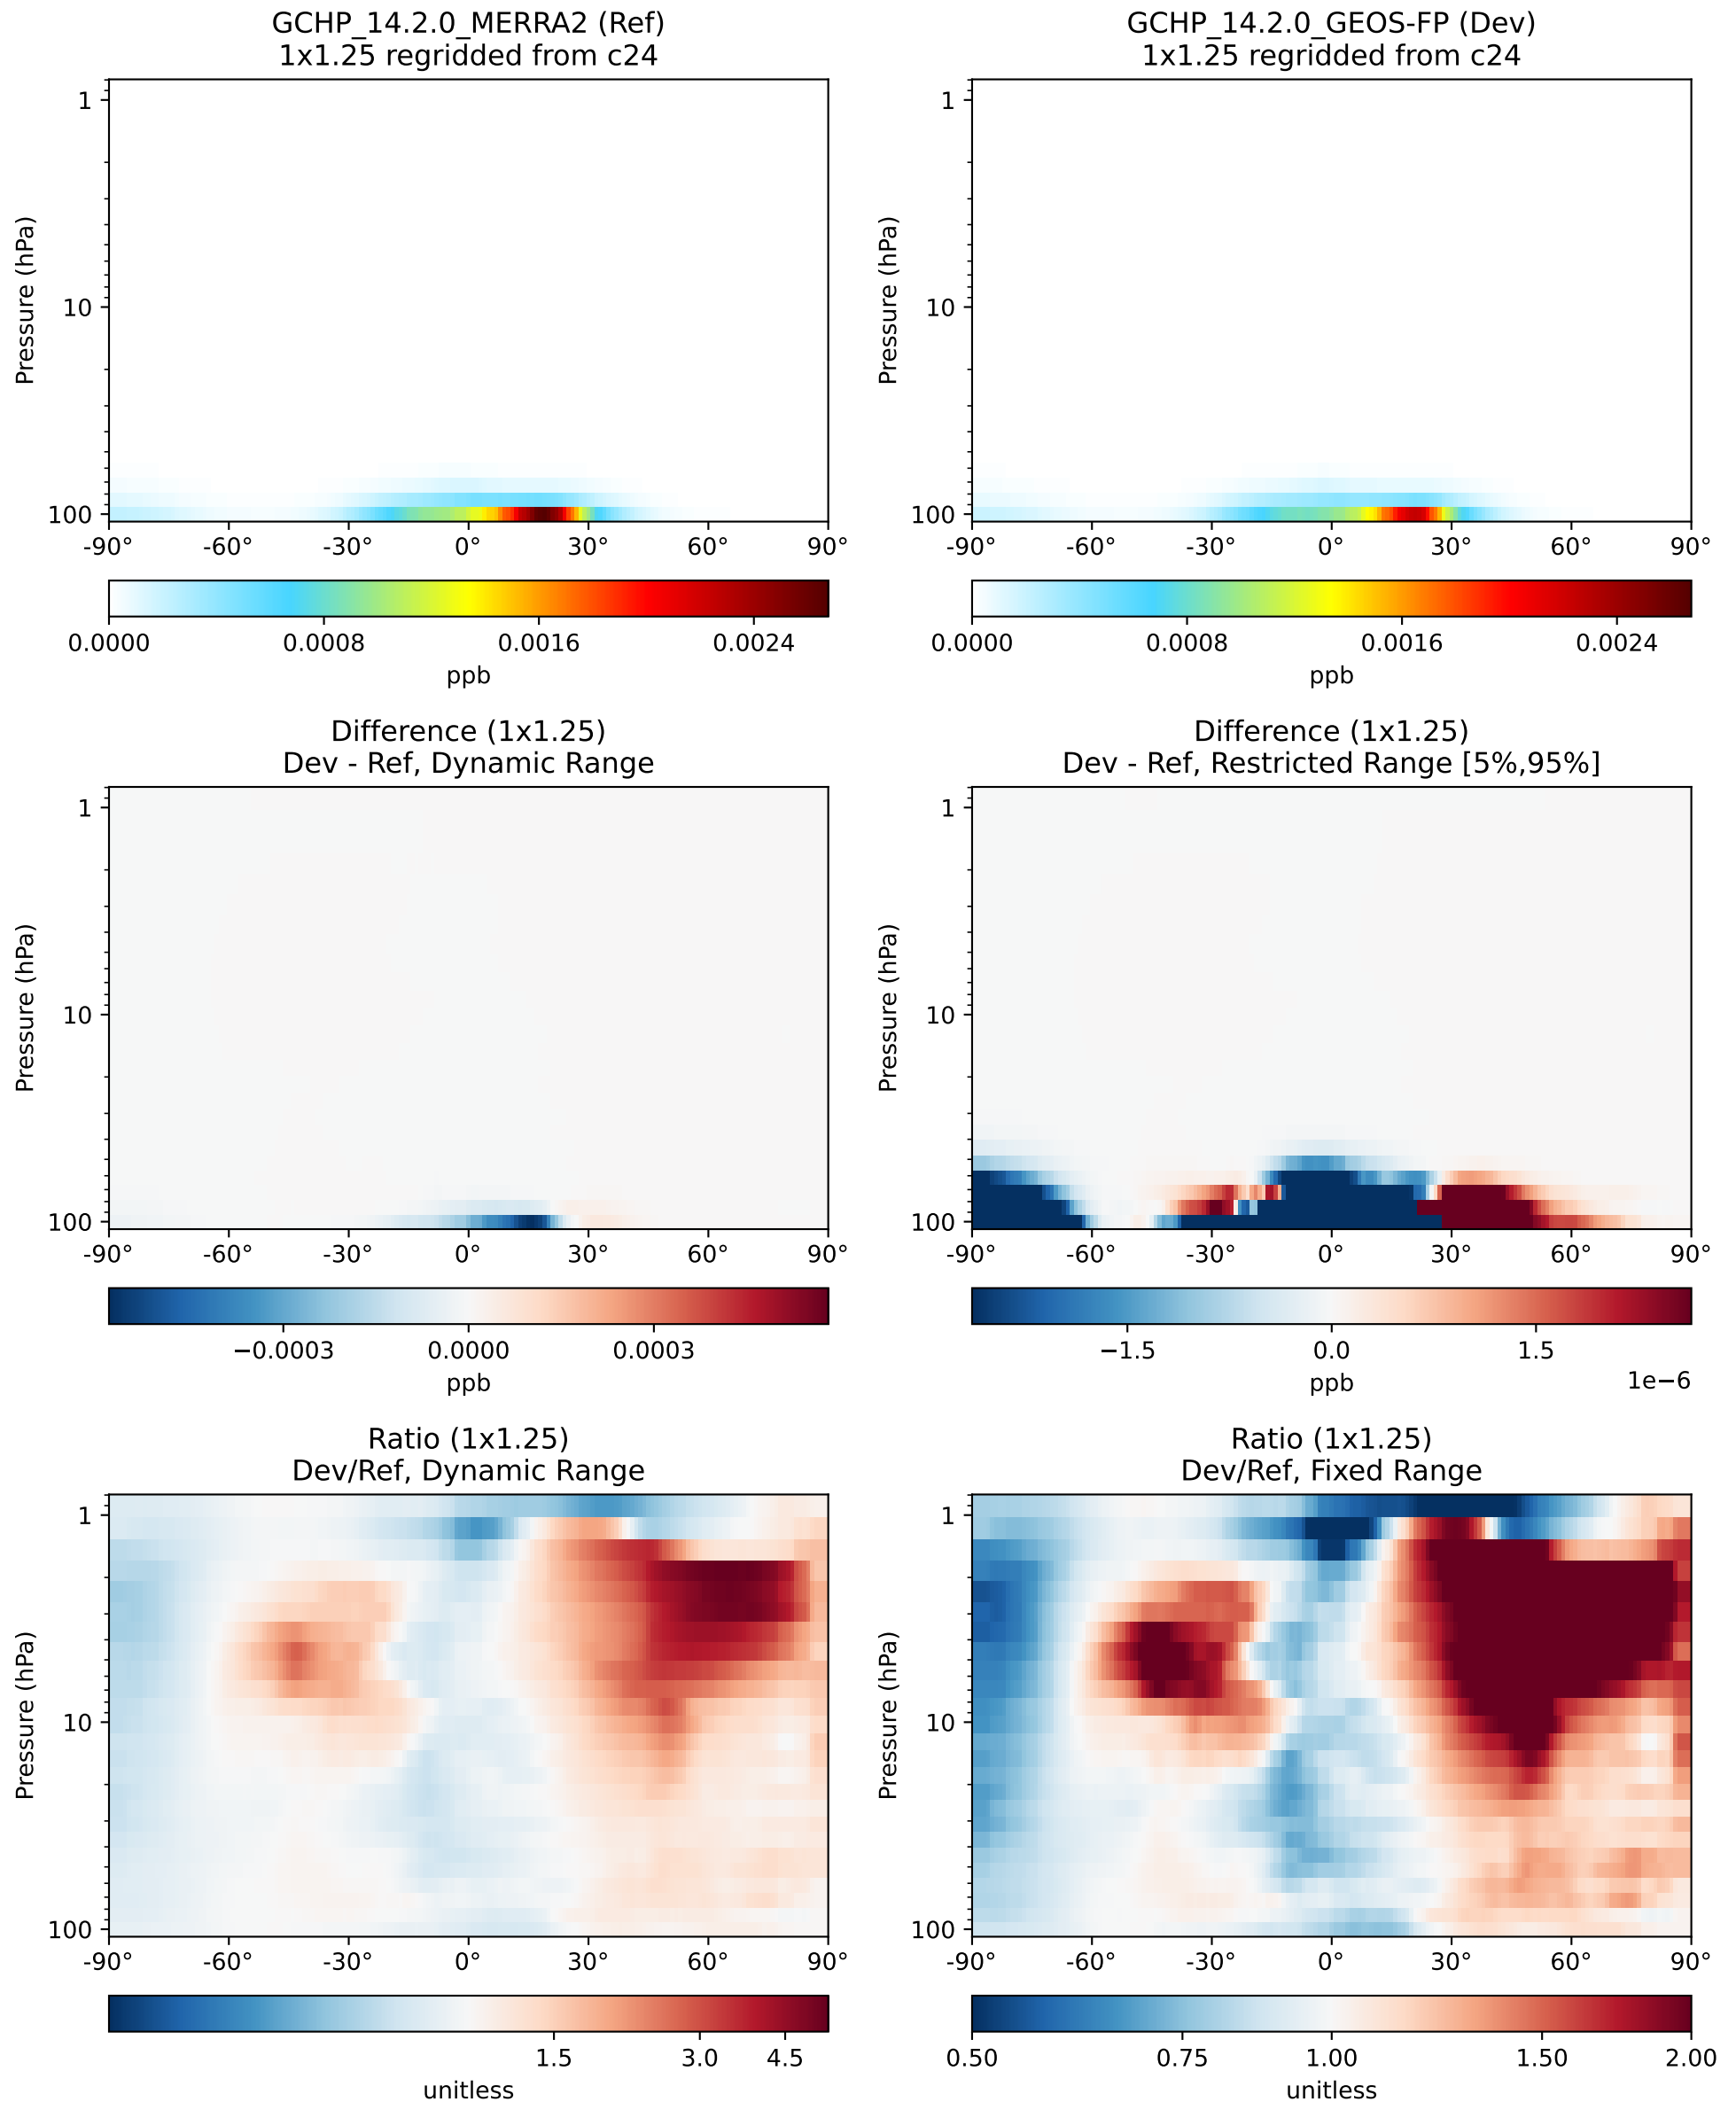 GCHP_14.2.0_MERRA2 (Ref)
1x1.25 regridded from c24
Pressure (hPa)
1
10
100
-90° -60° -30° 0° 30° 60° 90°
0.0000 0.0008 0.0016 0.0024
ppb
GCHP_14.2.0_GEOS-FP (Dev)
1x1.25 regridded from c24
Pressure (hPa)
1
10
100
-90° -60° -30° 0° 30° 60° 90°
0.0000 0.0008 0.0016 0.0024
ppb
Difference (1x1.25)
Dev - Ref, Dynamic Range
Pressure (hPa)
1
10
100
-90° -60° -30° 0° 30° 60° 90°
−0.0003 0.0000 0.0003
ppb
Difference (1x1.25)
Dev - Ref, Restricted Range [5%,95%]
Pressure (hPa)
1
10
100
-90° -60° -30° 0° 30° 60° 90°
−1.5 0.0 1.5
ppb
1e−6
Ratio (1x1.25)
Dev/Ref, Dynamic Range
Pressure (hPa)
1
10
100
-90° -60° -30° 0° 30° 60° 90°
1.5 3.0 4.5
unitless
Ratio (1x1.25)
Dev/Ref, Fixed Range
Pressure (hPa)
1
10
100
-90° -60° -30° 0° 30° 60° 90°
0.50 0.75 1.00 1.50 2.00
unitless